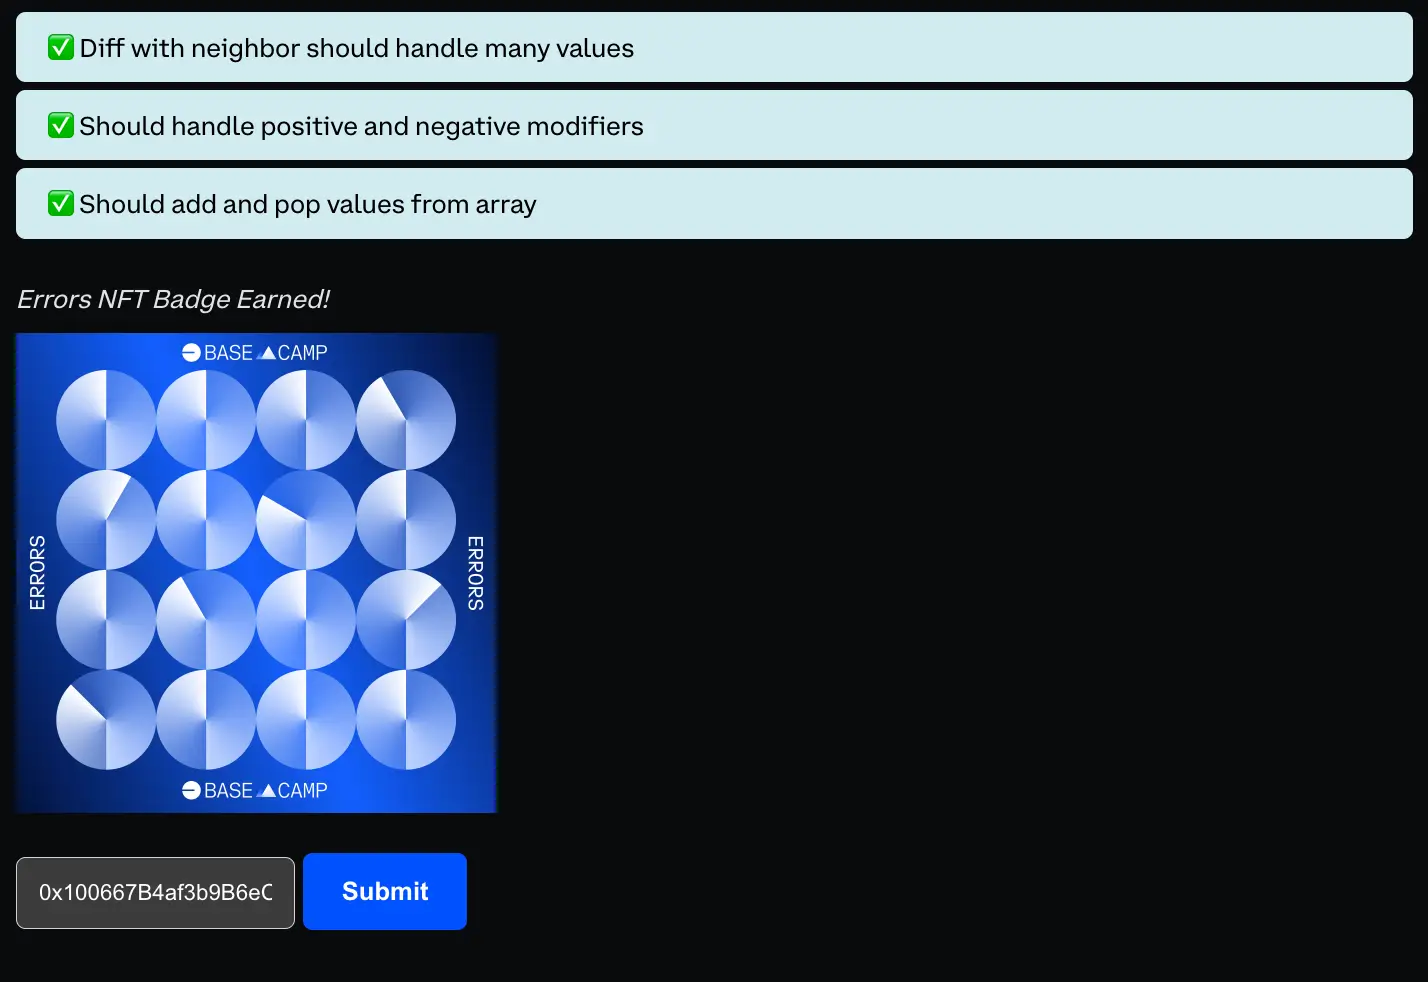 Diff with neighbor should handle many values
Should handle positive and negative modifiers
Should add and pop values from array
Errors NFT Badge Earned!
BASE CAMP
ERRORS
ERRORS
BASE CAMP
0x100667B4af3b9B6eC
Submit